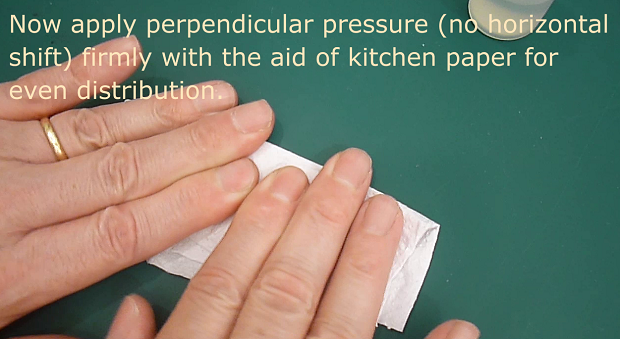 Now apply perpendicular pressure (no horizontal
shift) firmly with the aid of kitchen paper for
even distribution.